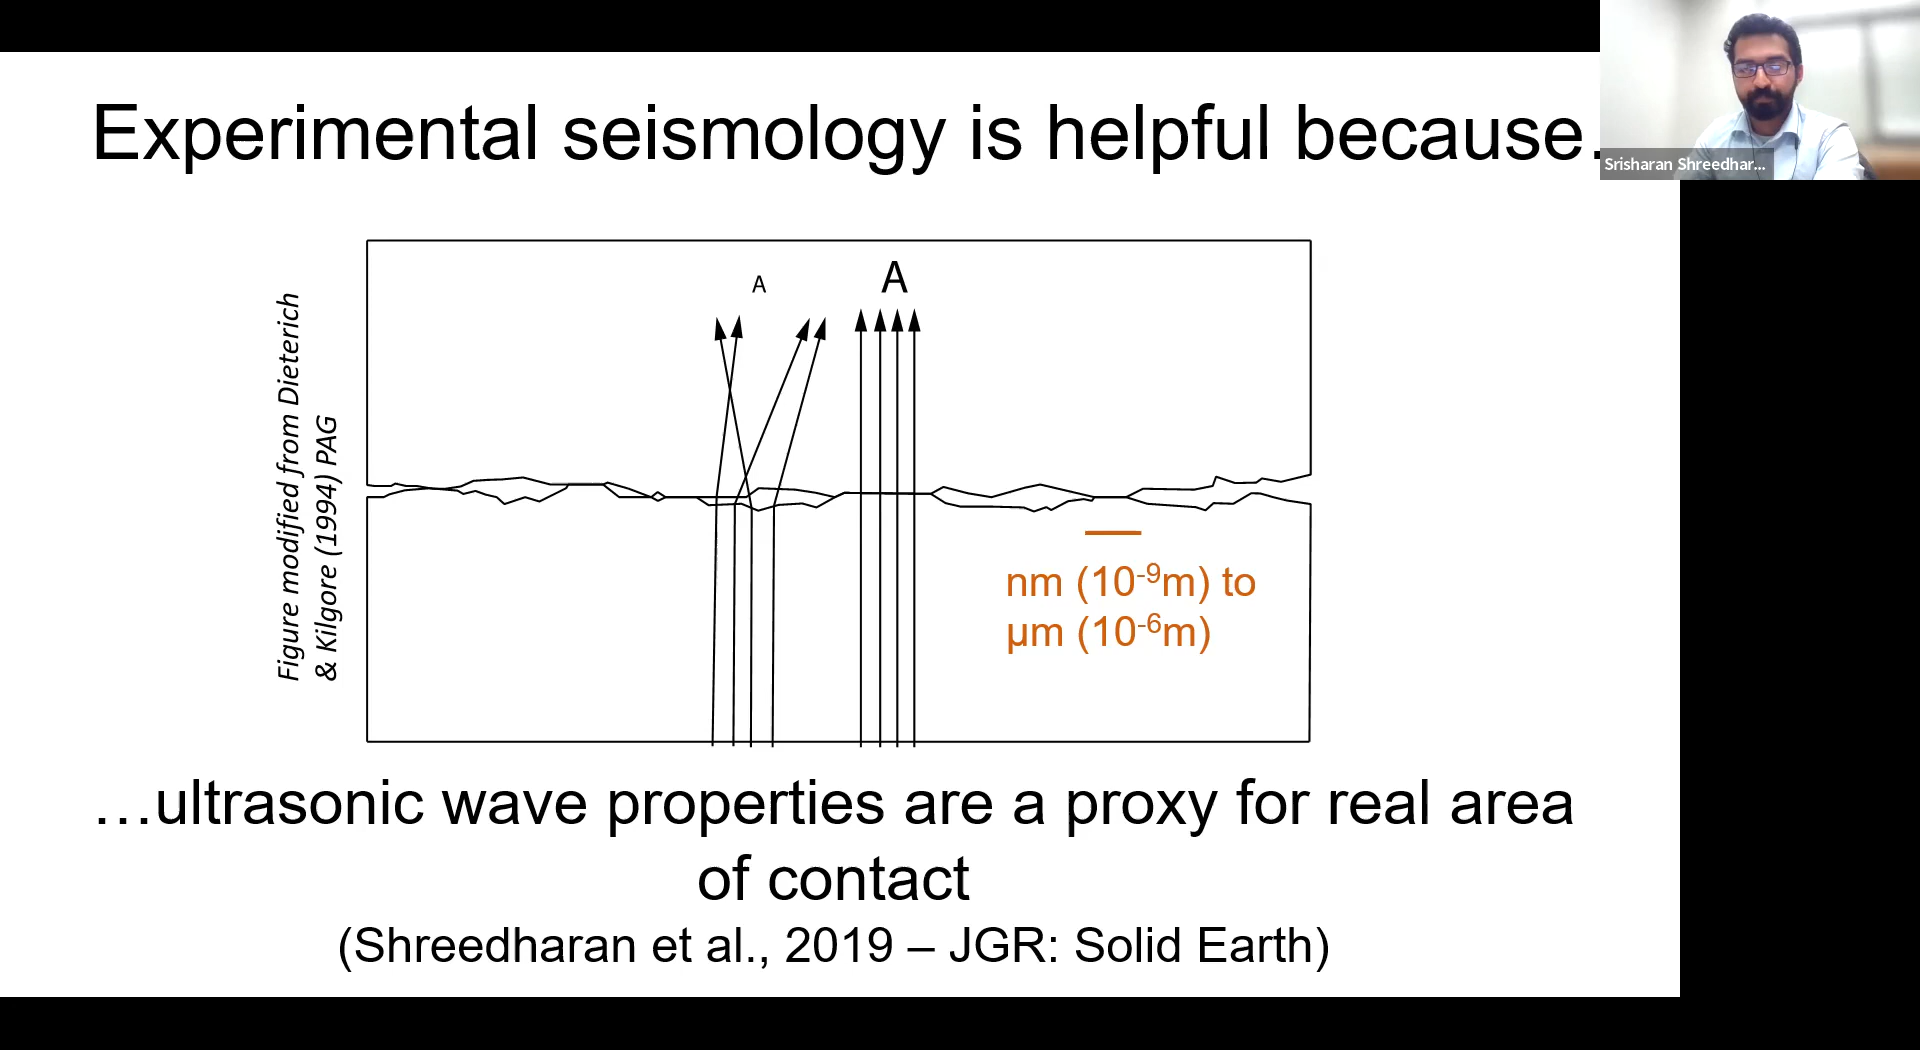 Experimental seismology is helpful because.
Srisharan Shreedhar...
A
A
Figure modified from Dieterich
& Kilgore (1994) PAG
nm (10⁻⁹m) to
µm (10⁻⁶m)
…ultrasonic wave properties are a proxy for real area
of contact
(Shreedharan et al., 2019 – JGR: Solid Earth)